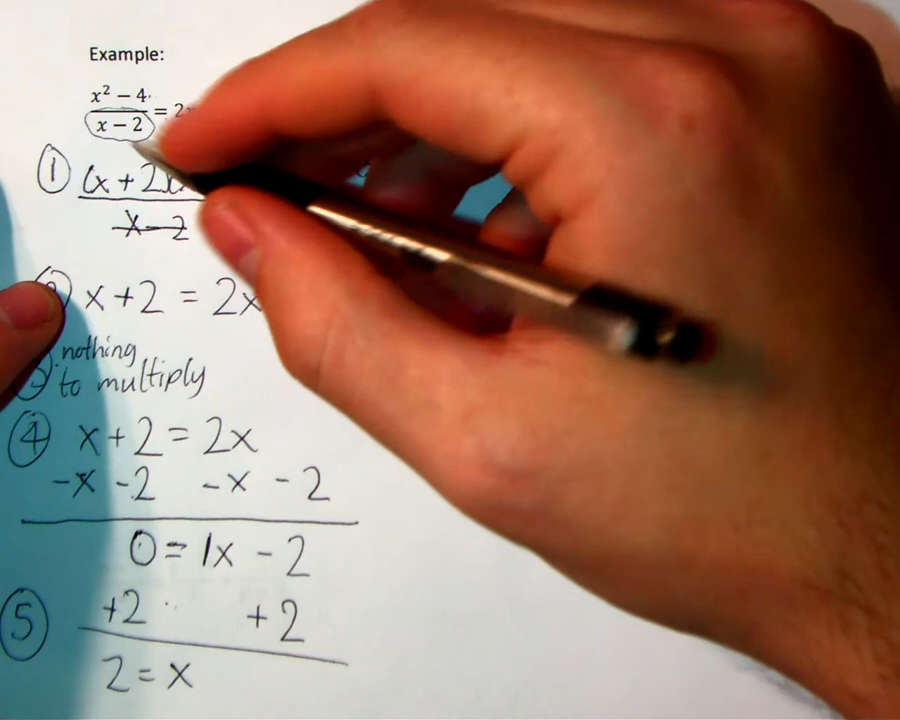 Example:
x² − 4
x − 2
= 2
①
(x + 2)(
x − 2
x + 2 = 2x
nothing
to multiply
④ x + 2 = 2x
-x -2 -x -2
0 = 1x - 2
⑤ +2 +2
2 = x